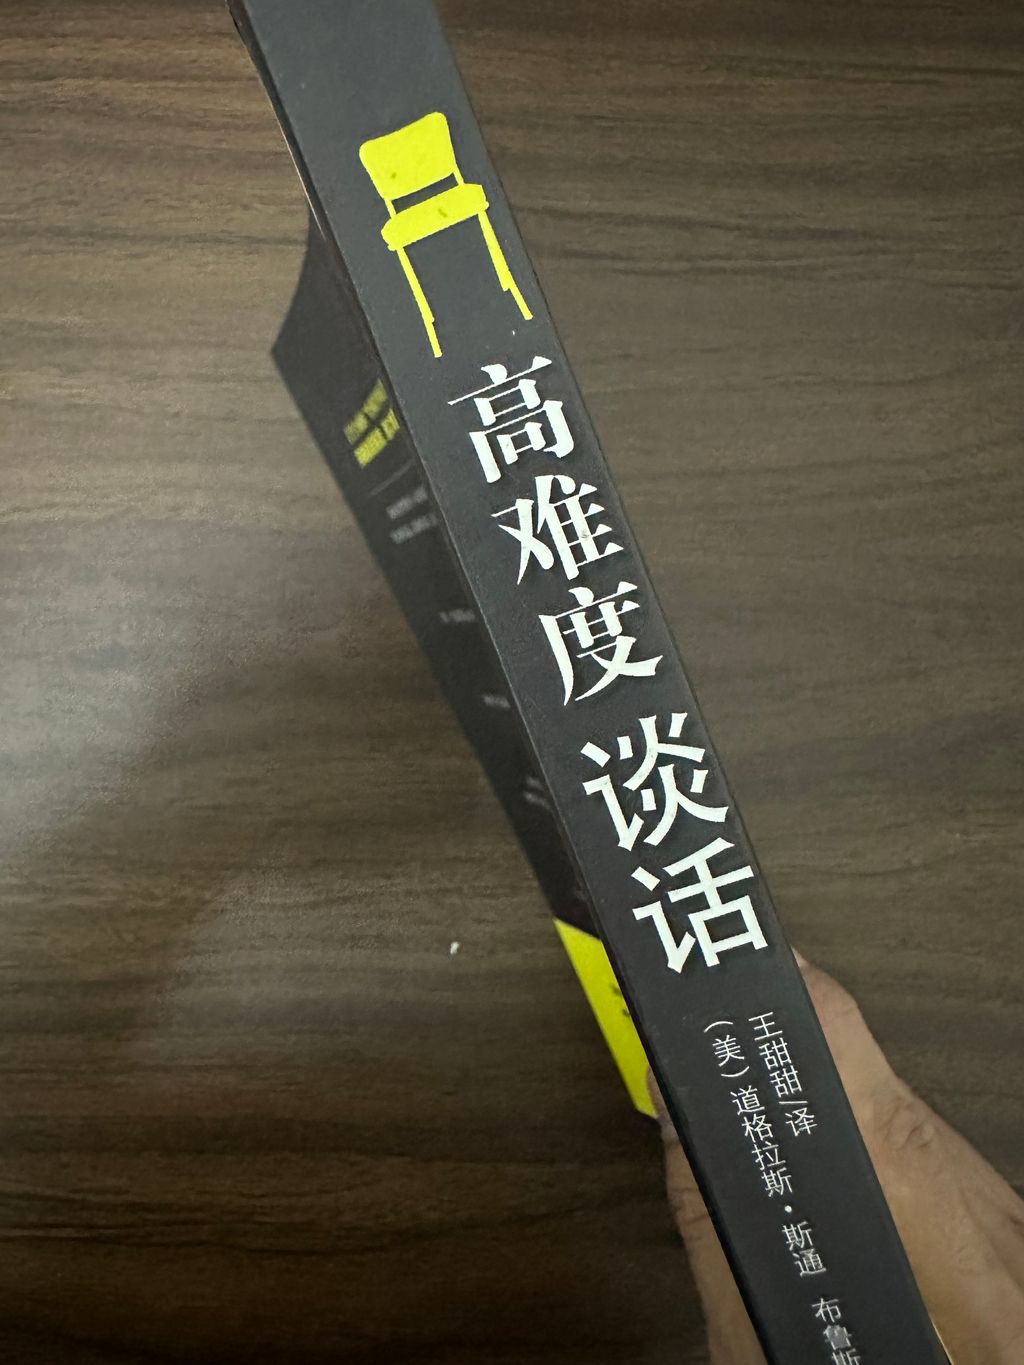 高难度谈话
王甜甜/译
（美）道格拉斯·斯通 布鲁斯